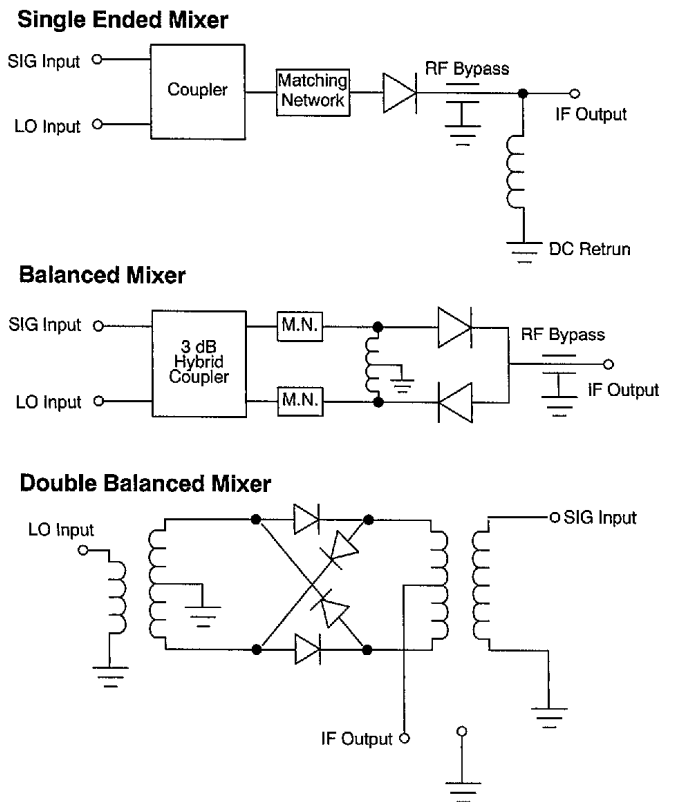 Single Ended Mixer
SIG Input
LO Input
Coupler
Matching
Network
RF Bypass
IF Output
DC Retrun
Balanced Mixer
SIG Input
LO Input
3 dB
Hybrid
Coupler
M.N.
M.N.
RF Bypass
IF Output
Double Balanced Mixer
LO Input
SIG Input
IF Output